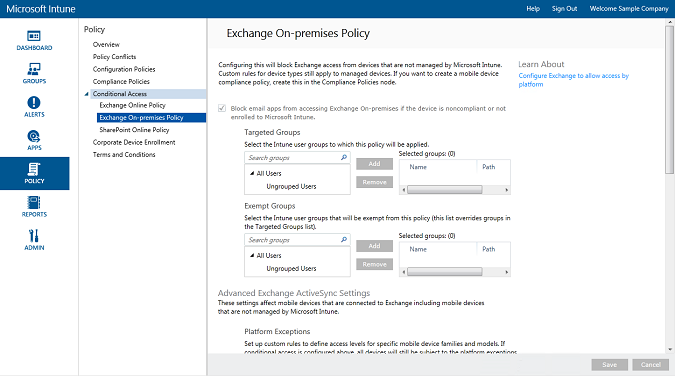 Microsoft Intune
Help Sign Out Welcome Sample Company
DASHBOARD
GROUPS
ALERTS
APPS
POLICY
REPORTS
ADMIN
Policy
Overview
Policy Conflicts
Configuration Policies
Compliance Policies
Conditional Access
Exchange Online Policy
Exchange On-premises Policy
SharePoint Online Policy
Corporate Device Enrollment
Terms and Conditions
Exchange On-premises Policy
Configuring this will block Exchange access from devices that are not managed by Microsoft Intune.
Custom rules for device types still apply to managed devices. If you want to create a mobile device
compliance policy, create this in the Compliance Policies node.
Block email apps from accessing Exchange On-premises if the device is noncompliant or not
enrolled to Microsoft Intune.
Targeted Groups
Select the Intune user groups to which this policy will be applied.
Search groups
All Users
Ungrouped Users
Add
Remove
Selected groups: (0)
Name Path
Exempt Groups
Select the Intune user groups that will be exempt from this policy (this list overrides groups in
the Targeted Groups list).
Search groups
All Users
Ungrouped Users
Add
Remove
Selected groups: (0)
Name Path
Advanced Exchange ActiveSync Settings
These settings affect mobile devices that are connected to Exchange including mobile devices
that are not managed by Microsoft Intune.
Platform Exceptions
Set up custom rules to define access levels for specific mobile device families and models. If
conditional access is configured above, all devices will still be subject to the platform exceptions
Learn About
Configure Exchange to allow access by
platform
Save Cancel